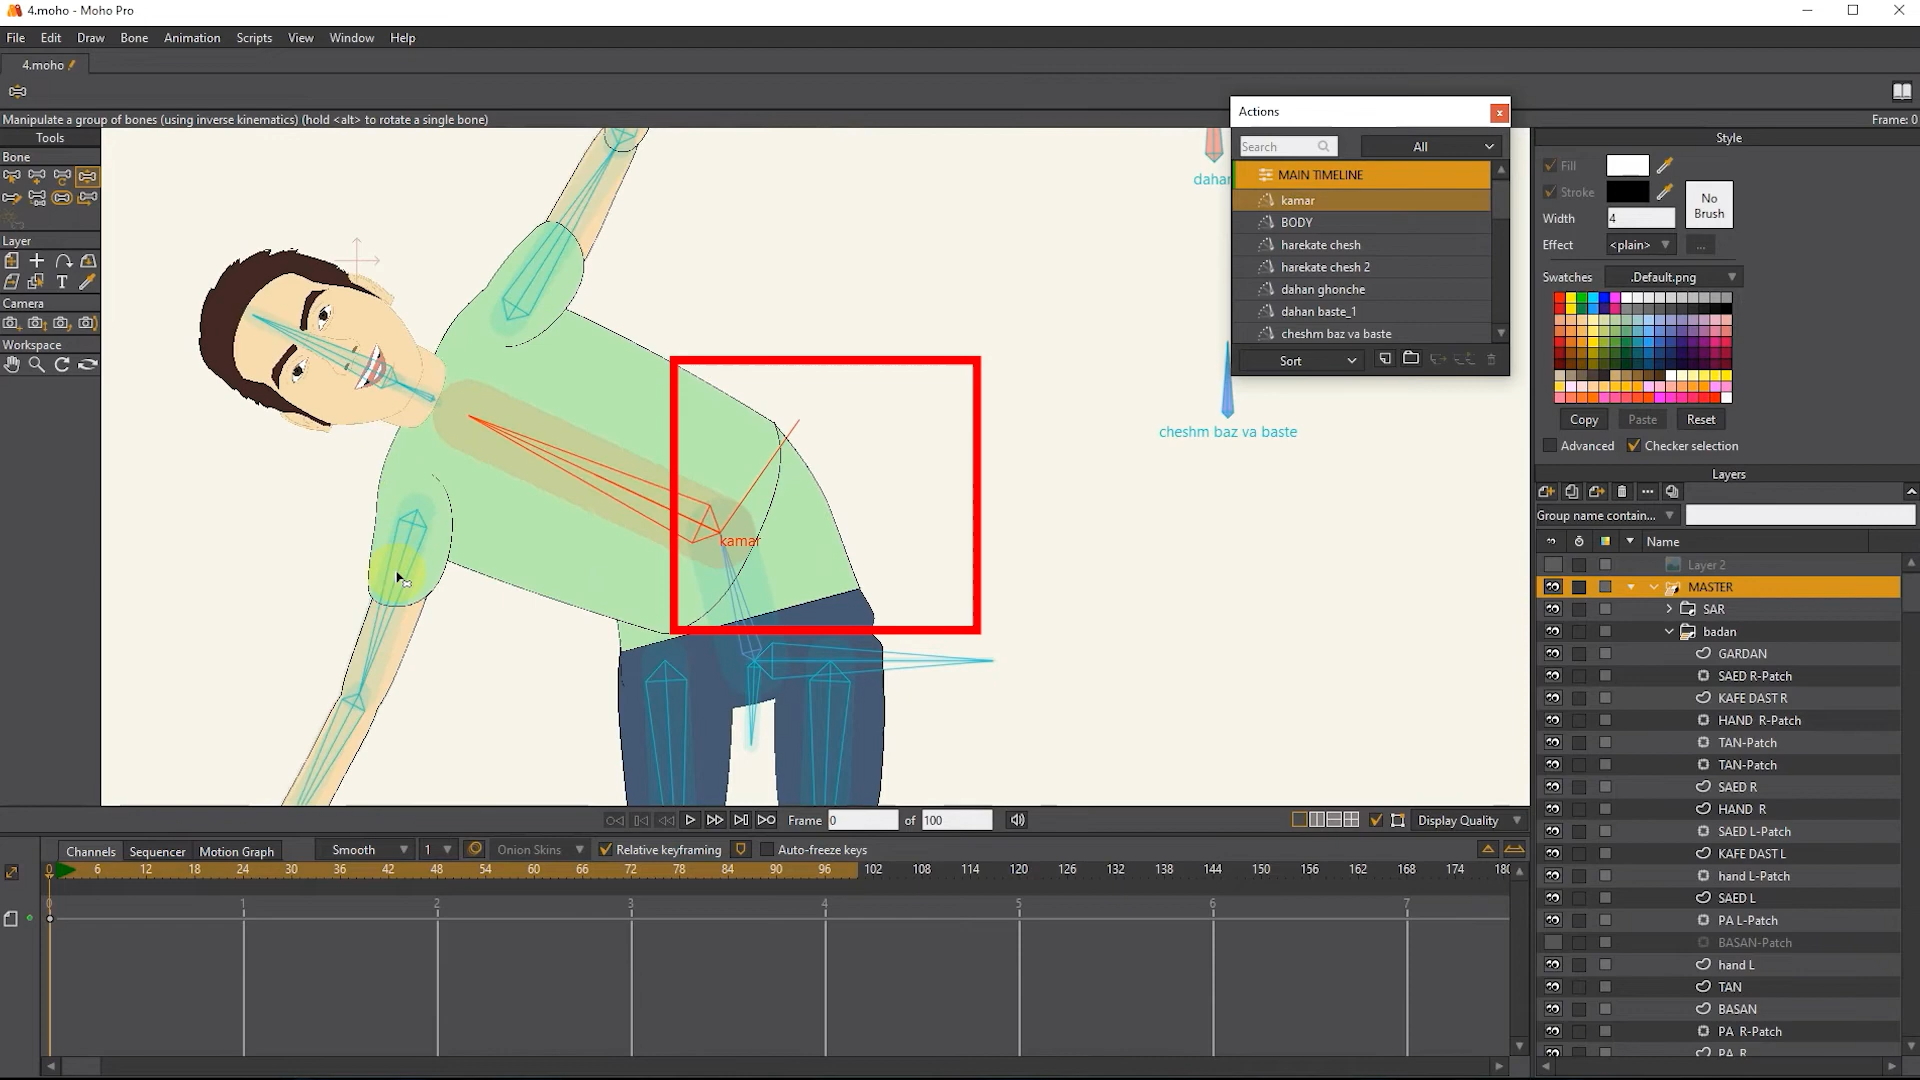 4.moho - Moho Pro
File Edit Draw Bone Animation Scripts View Window Help
4.moho
Manipulate a group of bones (using inverse kinematics) (hold <alt> to rotate a single bone)
Frame: 0
Tools
Bone
Layer
Camera
Workspace
dahan
kamar
cheshm baz va baste
Actions
Search
All
MAIN TIMELINE
kamar
BODY
harekate chesh
harekate chesh 2
dahan ghonche
dahan baste_1
cheshm baz va baste
Sort
Style
Fill
Stroke
No Brush
Width 4
Effect <plain> ...
Swatches .Default.png
Copy Paste Reset
Advanced Checker selection
Layers
Group name contain...
Name
Layer 2
MASTER
SAR
badan
GARDAN
SAED R-Patch
KAFE DAST R
HAND R-Patch
TAN-Patch
TAN-Patch
SAED R
HAND R
SAED L-Patch
KAFE DAST L
hand L-Patch
SAED L
PA L-Patch
BASAN-Patch
hand L
TAN
BASAN
PA R-Patch
PA R
Frame 0 of 100
Display Quality
Channels Sequencer Motion Graph Smooth 1 Onion Skins Relative keyframing Auto-freeze keys
0 6 12 18 24 30 36 42 48 54 60 66 72 78 84 90 96 102 108 114 120 126 132 138 144 150 156 162 168 174 180
0 1 2 3 4 5 6 7